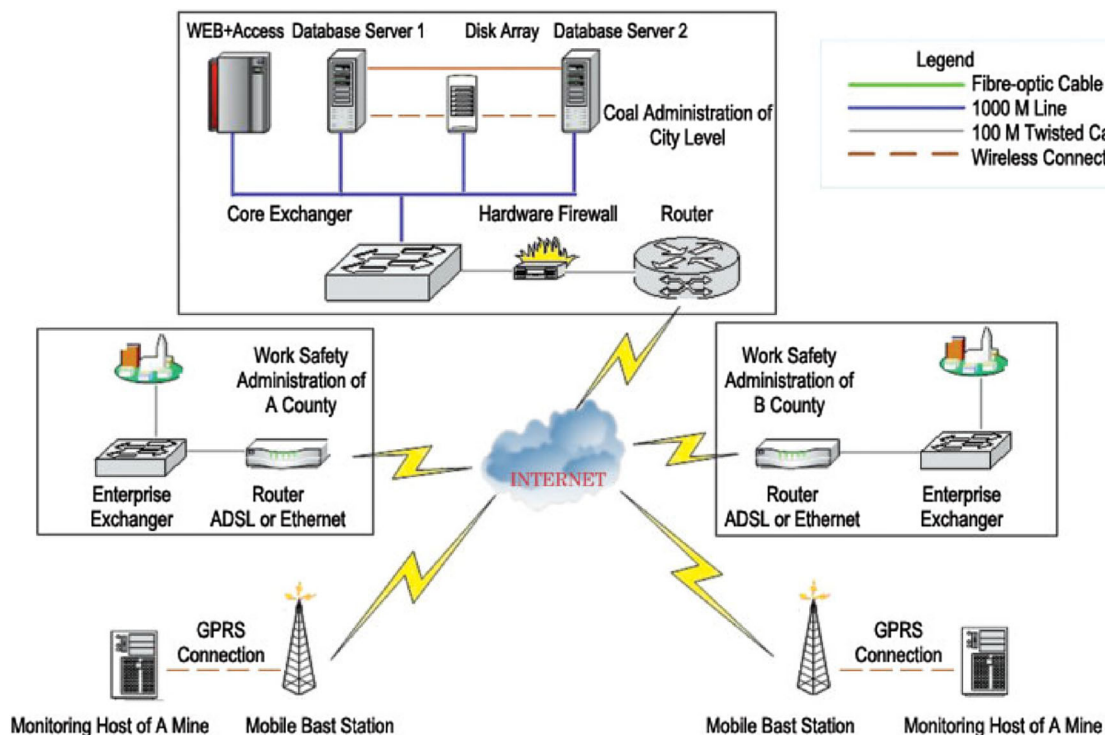 WEB+Access Database Server 1 Disk Array Database Server 2
Coal Administration of
City Level
Core Exchanger Hardware Firewall Router
Legend
Fibre-optic Cable
1000 M Line
100 M Twisted Ca
Wireless Connect
Work Safety
Administration of
A County
Enterprise
Exchanger
Router
ADSL or Ethernet
INTERNET
Work Safety
Administration of
B County
Router
ADSL or Ethernet
Enterprise
Exchanger
GPRS
Connection
Monitoring Host of A Mine
Mobile Bast Station
GPRS
Connection
Mobile Bast Station
Monitoring Host of A Mine